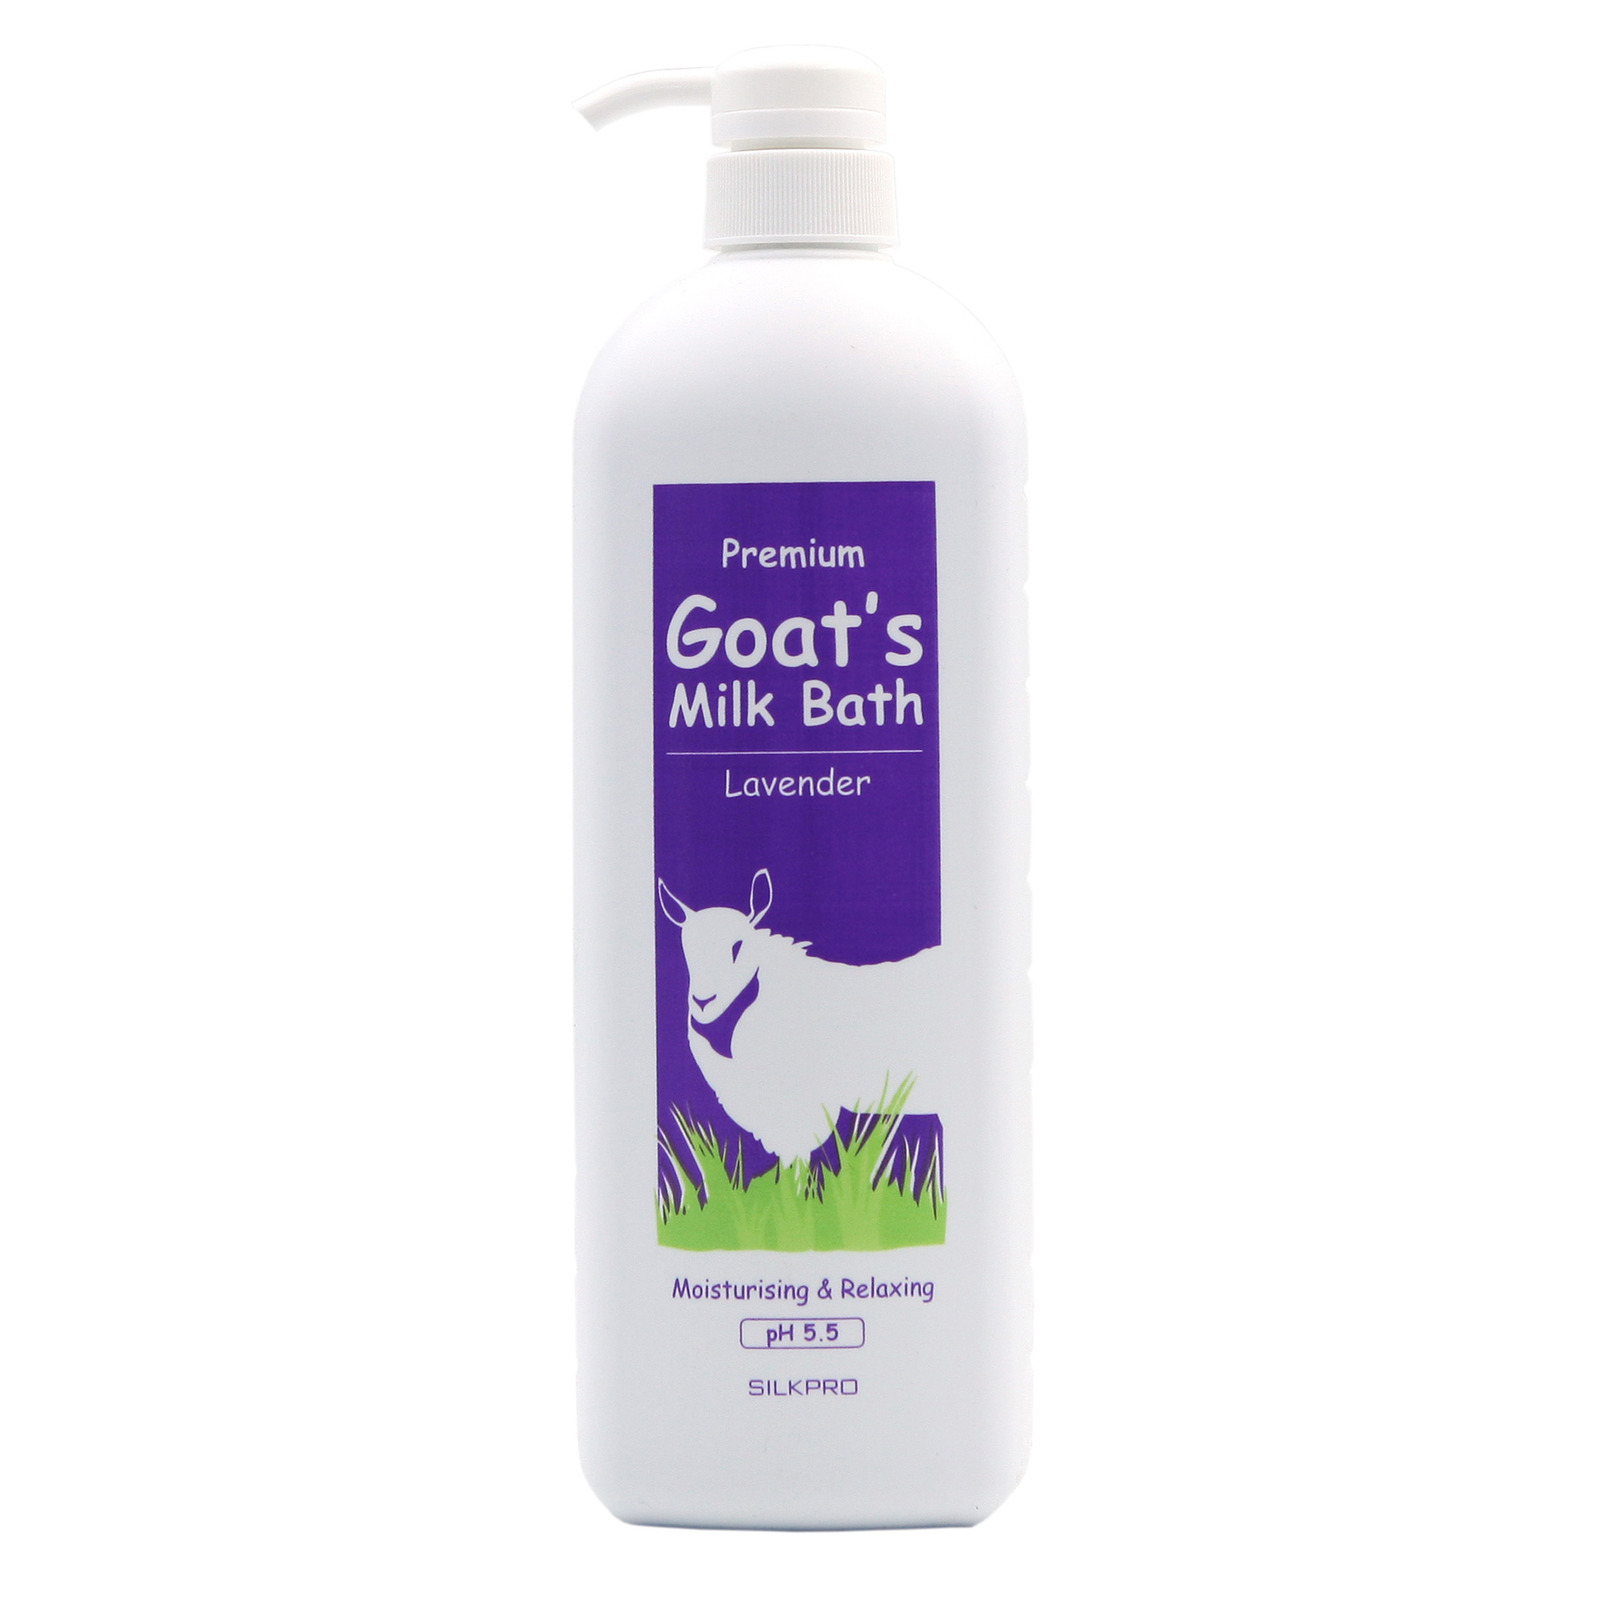 Premium
Goat's
Milk Bath
Lavender
Moisturising & Relaxing
pH 5.5
SILKPRO